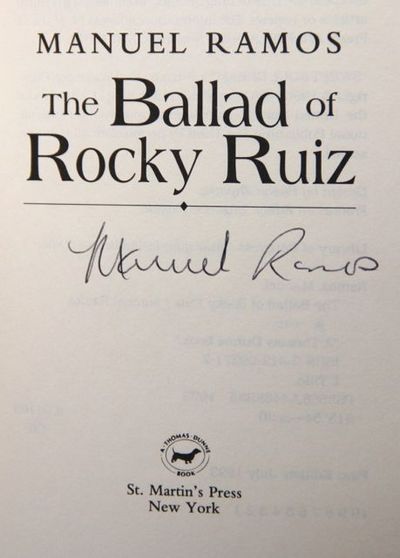 MANUEL RAMOS
The Ballad of
Rocky Ruiz
Manuel Ramos
A THOMAS DUNNE
BOOK
St. Martin's Press
New York